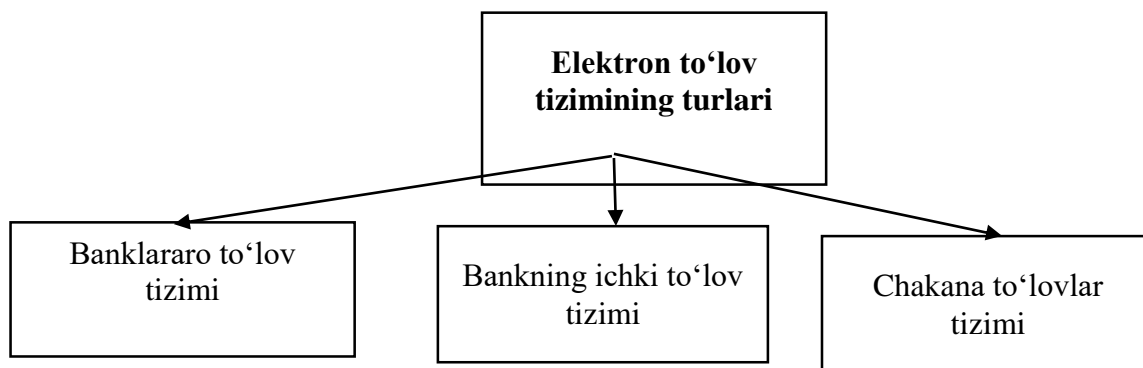 Elektron to‘lov
tizimining turlari
Banklararo to‘lov
tizimi
Bankning ichki to‘lov
tizimi
Chakana to‘lovlar
tizimi